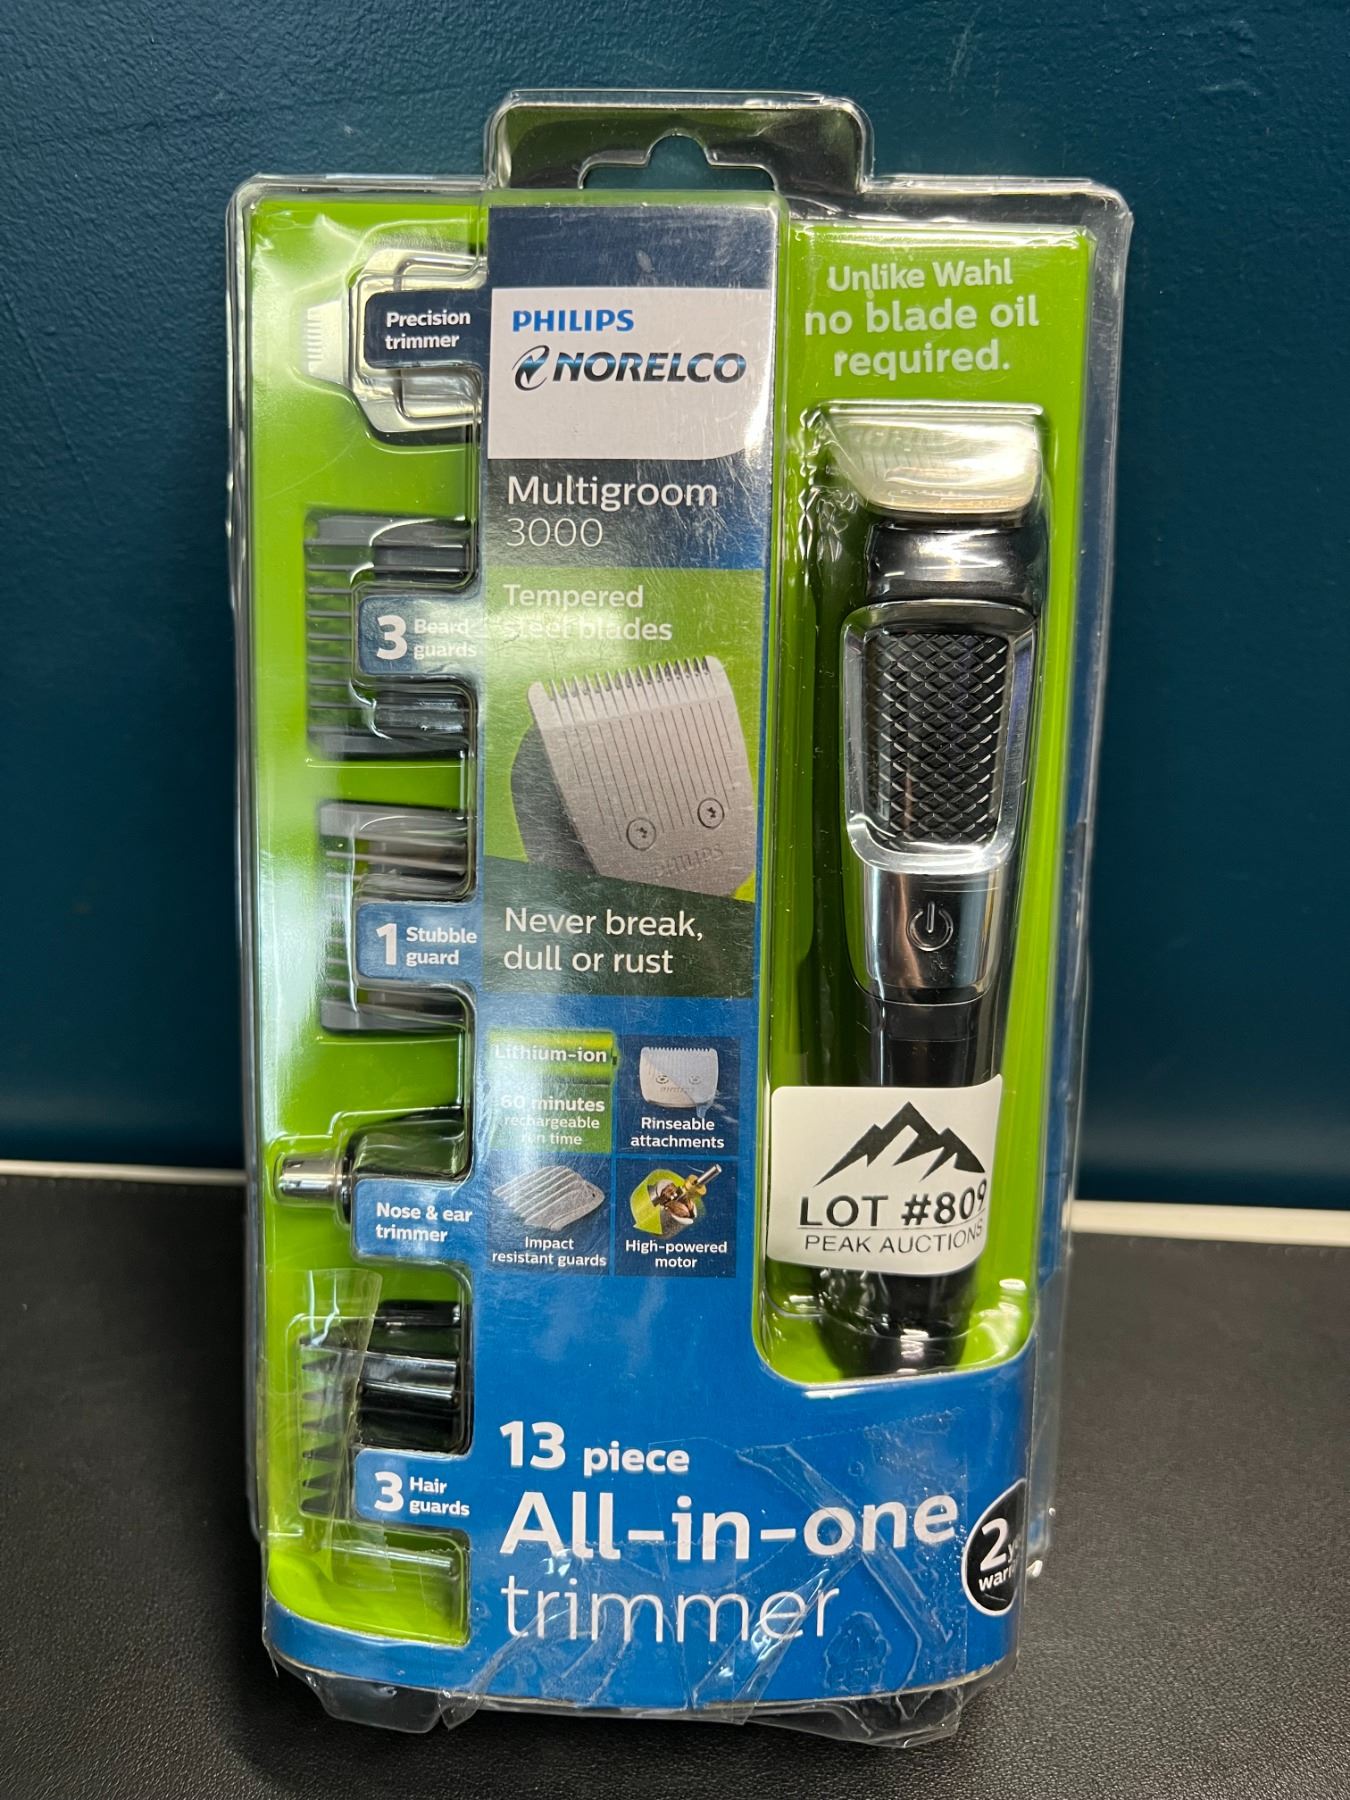 Unlike Wahl
no blade oil
required.
PHILIPS
NORELCO
Multigroom
3000
Tempered
steel blades
PHILIPS
Never break,
dull or rust
Precision
trimmer
3 Beard
guards
1 Stubble
guard
Nose & ear
trimmer
3 Hair
guards
Lithium-ion
60 minutes
rechargeable
run time
Rinseable
attachments
Impact
resistant guards
High-powered
motor
LOT #809
PEAK AUCTIONS
13 piece
All-in-one
trimmer
2